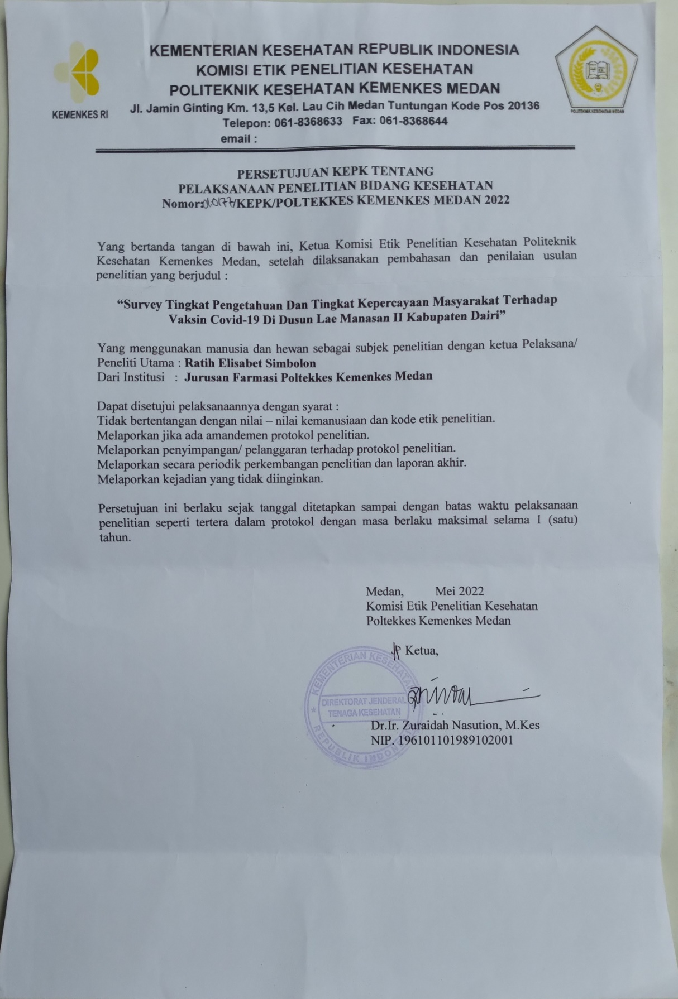 KEMENTERIAN KESEHATAN REPUBLIK INDONESIA
KOMISI ETIK PENELITIAN KESEHATAN
POLITEKNIK KESEHATAN KEMENKES MEDAN
Jl. Jamin Ginting Km. 13,5 Kel. Lau Cih Medan Tuntungan Kode Pos 20136
Telepon: 061-8368633 Fax: 061-8368644
email :
KEMENKES RI
POLITEKNIK KESEHATAN MEDAN
PERSETUJUAN KEPK TENTANG
PELAKSANAAN PENELITIAN BIDANG KESEHATAN
Nomor: /KEPK/POLTEKKES KEMENKES MEDAN 2022
Yang bertanda tangan di bawah ini, Ketua Komisi Etik Penelitian Kesehatan Politeknik
Kesehatan Kemenkes Medan, setelah dilaksanakan pembahasan dan penilaian usulan
penelitian yang berjudul :
“Survey Tingkat Pengetahuan Dan Tingkat Kepercayaan Masyarakat Terhadap
Vaksin Covid-19 Di Dusun Lae Manasan II Kabupaten Dairi”
Yang menggunakan manusia dan hewan sebagai subjek penelitian dengan ketua Pelaksana/
Peneliti Utama : Ratih Elisabet Simbolon
Dari Institusi : Jurusan Farmasi Poltekkes Kemenkes Medan
Dapat disetujui pelaksanaannya dengan syarat :
Tidak bertentangan dengan nilai – nilai kemanusiaan dan kode etik penelitian.
Melaporkan jika ada amandemen protokol penelitian.
Melaporkan penyimpangan/ pelanggaran terhadap protokol penelitian.
Melaporkan secara periodik perkembangan penelitian dan laporan akhir.
Melaporkan kejadian yang tidak diinginkan.
Persetujuan ini berlaku sejak tanggal ditetapkan sampai dengan batas waktu pelaksanaan
penelitian seperti tertera dalam protokol dengan masa berlaku maksimal selama 1 (satu)
tahun.
Medan, Mei 2022
Komisi Etik Penelitian Kesehatan
Poltekkes Kemenkes Medan
Ketua,
KEMENTERIAN KESEHATAN
DIREKTORAT JENDERAL
TENAGA KESEHATAN
REPUBLIK INDONESIA
Dr.Ir. Zuraidah Nasution, M.Kes
NIP. 196101101989102001